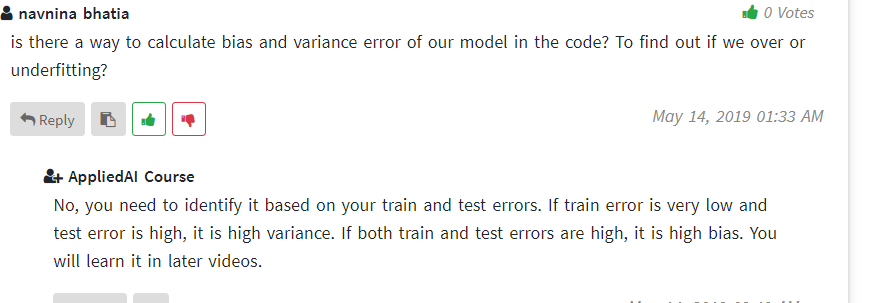 navnina bhatia
0 Votes
is there a way to calculate bias and variance error of our model in the code? To find out if we over or
underfitting?
Reply
May 14, 2019 01:33 AM
AppliedAI Course
No, you need to identify it based on your train and test errors. If train error is very low and
test error is high, it is high variance. If both train and test errors are high, it is high bias. You
will learn it in later videos.